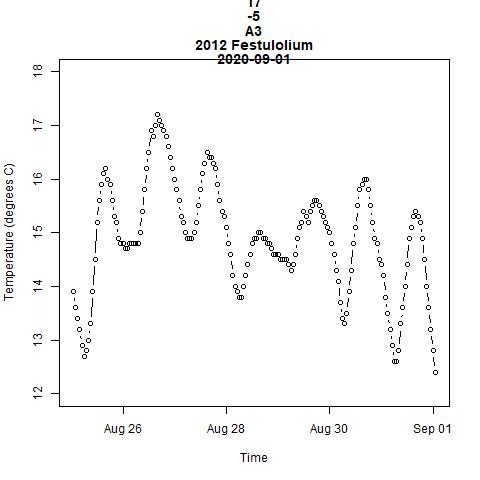 17
-5
A3
2012 Festulolium
2020-09-01
18
17
16
15
14
13
12
Temperature (degrees C)
Aug 26
Aug 28
Aug 30
Sep 01
Time